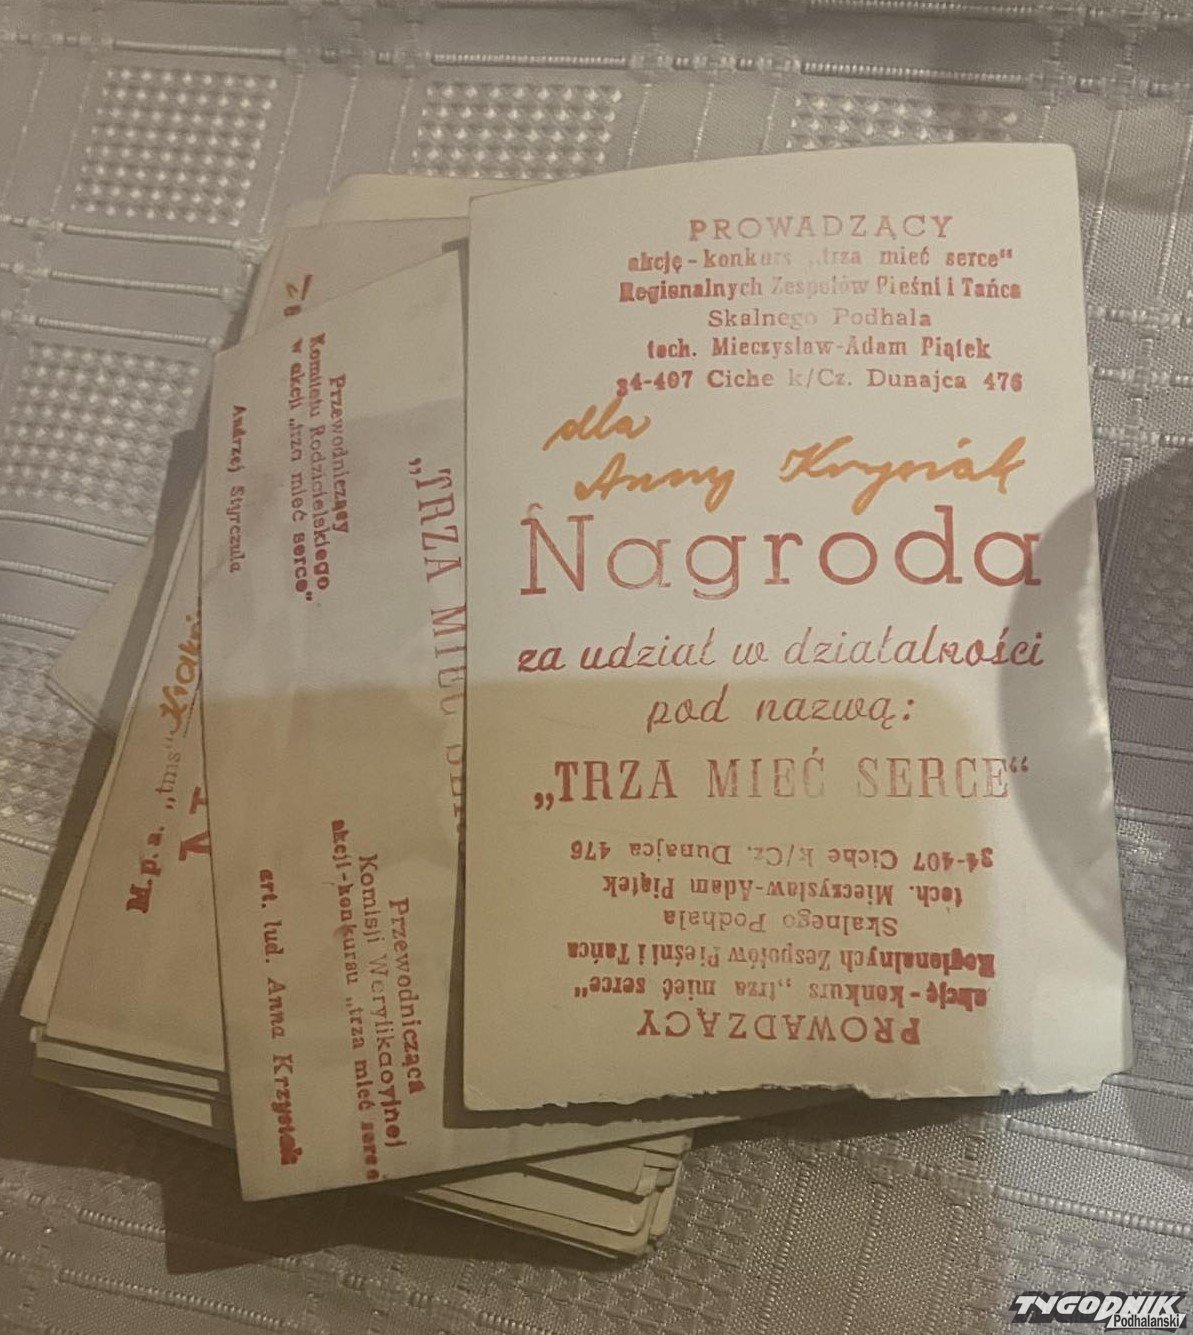 PROWADZĄCY
akcję-konkurs „trza mieć serce"
Regionalnych Zespołów Pieśni i Tańca
Skalnego Podhala
tech. Mieczysław-Adam Piątek
34-407 Ciche k/Cz. Dunajca 476
dla
Anny Krysiak
Nagroda
za udział w działalności
pod nazwą:
„TRZA MIEĆ SERCE"
34-407 Ciche k/Cz. Dunajca 476
tech. Mieczysław-Adam Piątek
Skalnego Podhala
Regionalnych Zespołów Pieśni i Tańca
akcję-konkurs „trza mieć serce"
PROWADZĄCY
„TRZA MIEĆ
Przewodniczący
Komitetu Rodzicielskiego
w akcji „trza mieć serce"
Andrzej Styrczula
Przewodnicząca
Komisji Weryfikacyjnej
akcji-konkursu „trza mieć serce
art. lud. Anna Krzystoń
M.p.a. „tms"
TYGODNIK
Podhalański